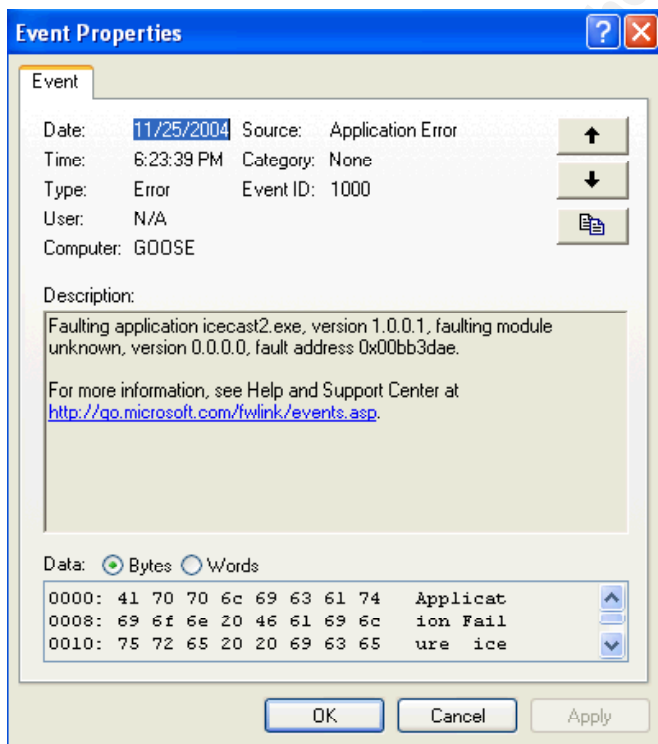 Event Properties
Event
Date: 11/25/2004 Source: Application Error
Time: 6:23:39 PM Category: None
Type: Error Event ID: 1000
User: N/A
Computer: GOOSE
Description:
Faulting application icecast2.exe, version 1.0.0.1, faulting module
unknown, version 0.0.0.0, fault address 0x00bb3dae.
For more information, see Help and Support Center at
http://go.microsoft.com/fwlink/events.asp.
Data: Bytes Words
0000: 41 70 70 6c 69 63 61 74 Applicat
0008: 69 6f 6e 20 46 61 69 6c ion Fail
0010: 75 72 65 20 20 69 63 65 ure ice
OK Cancel Apply